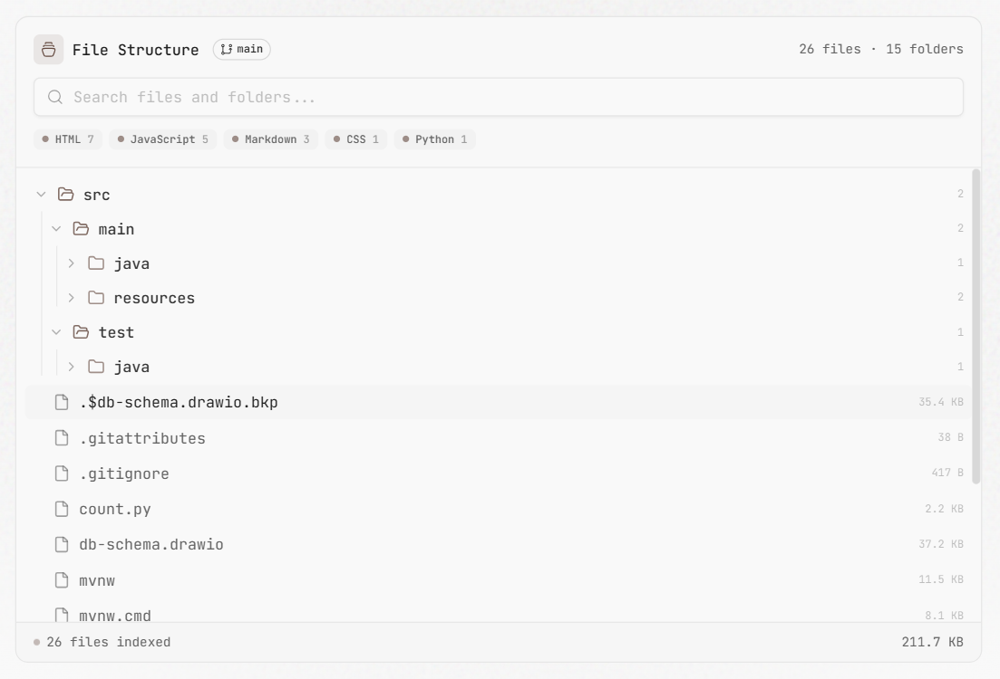 File Structure main 26 files · 15 folders
Search files and folders...
HTML 7 JavaScript 5 Markdown 3 CSS 1 Python 1
src 2
main 2
java 1
resources 2
test 1
java 1
.$db-schema.drawio.bkp 35.4 KB
.gitattributes 38 B
.gitignore 417 B
count.py 2.2 KB
db-schema.drawio 37.2 KB
mvnw 11.5 KB
mvnw.cmd 8.1 KB
26 files indexed 211.7 KB